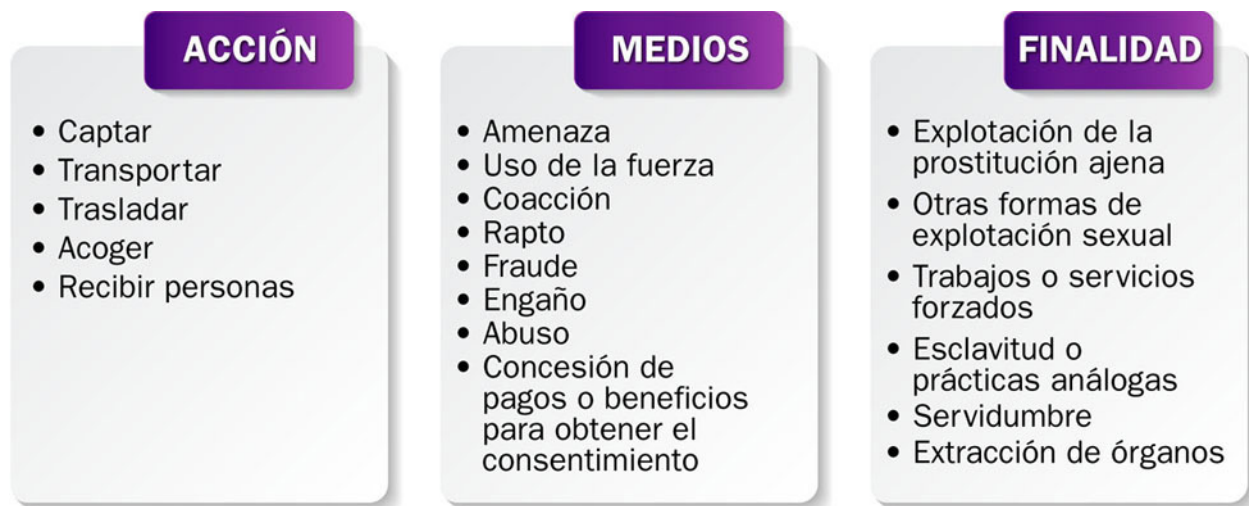 ACCIÓN
• Captar
• Transportar
• Trasladar
• Acoger
• Recibir personas
MEDIOS
• Amenaza
• Uso de la fuerza
• Coacción
• Rapto
• Fraude
• Engaño
• Abuso
• Concesión de
pagos o beneficios
para obtener el
consentimiento
FINALIDAD
• Explotación de la
prostitución ajena
• Otras formas de
explotación sexual
• Trabajos o servicios
forzados
• Esclavitud o
prácticas análogas
• Servidumbre
• Extracción de órganos